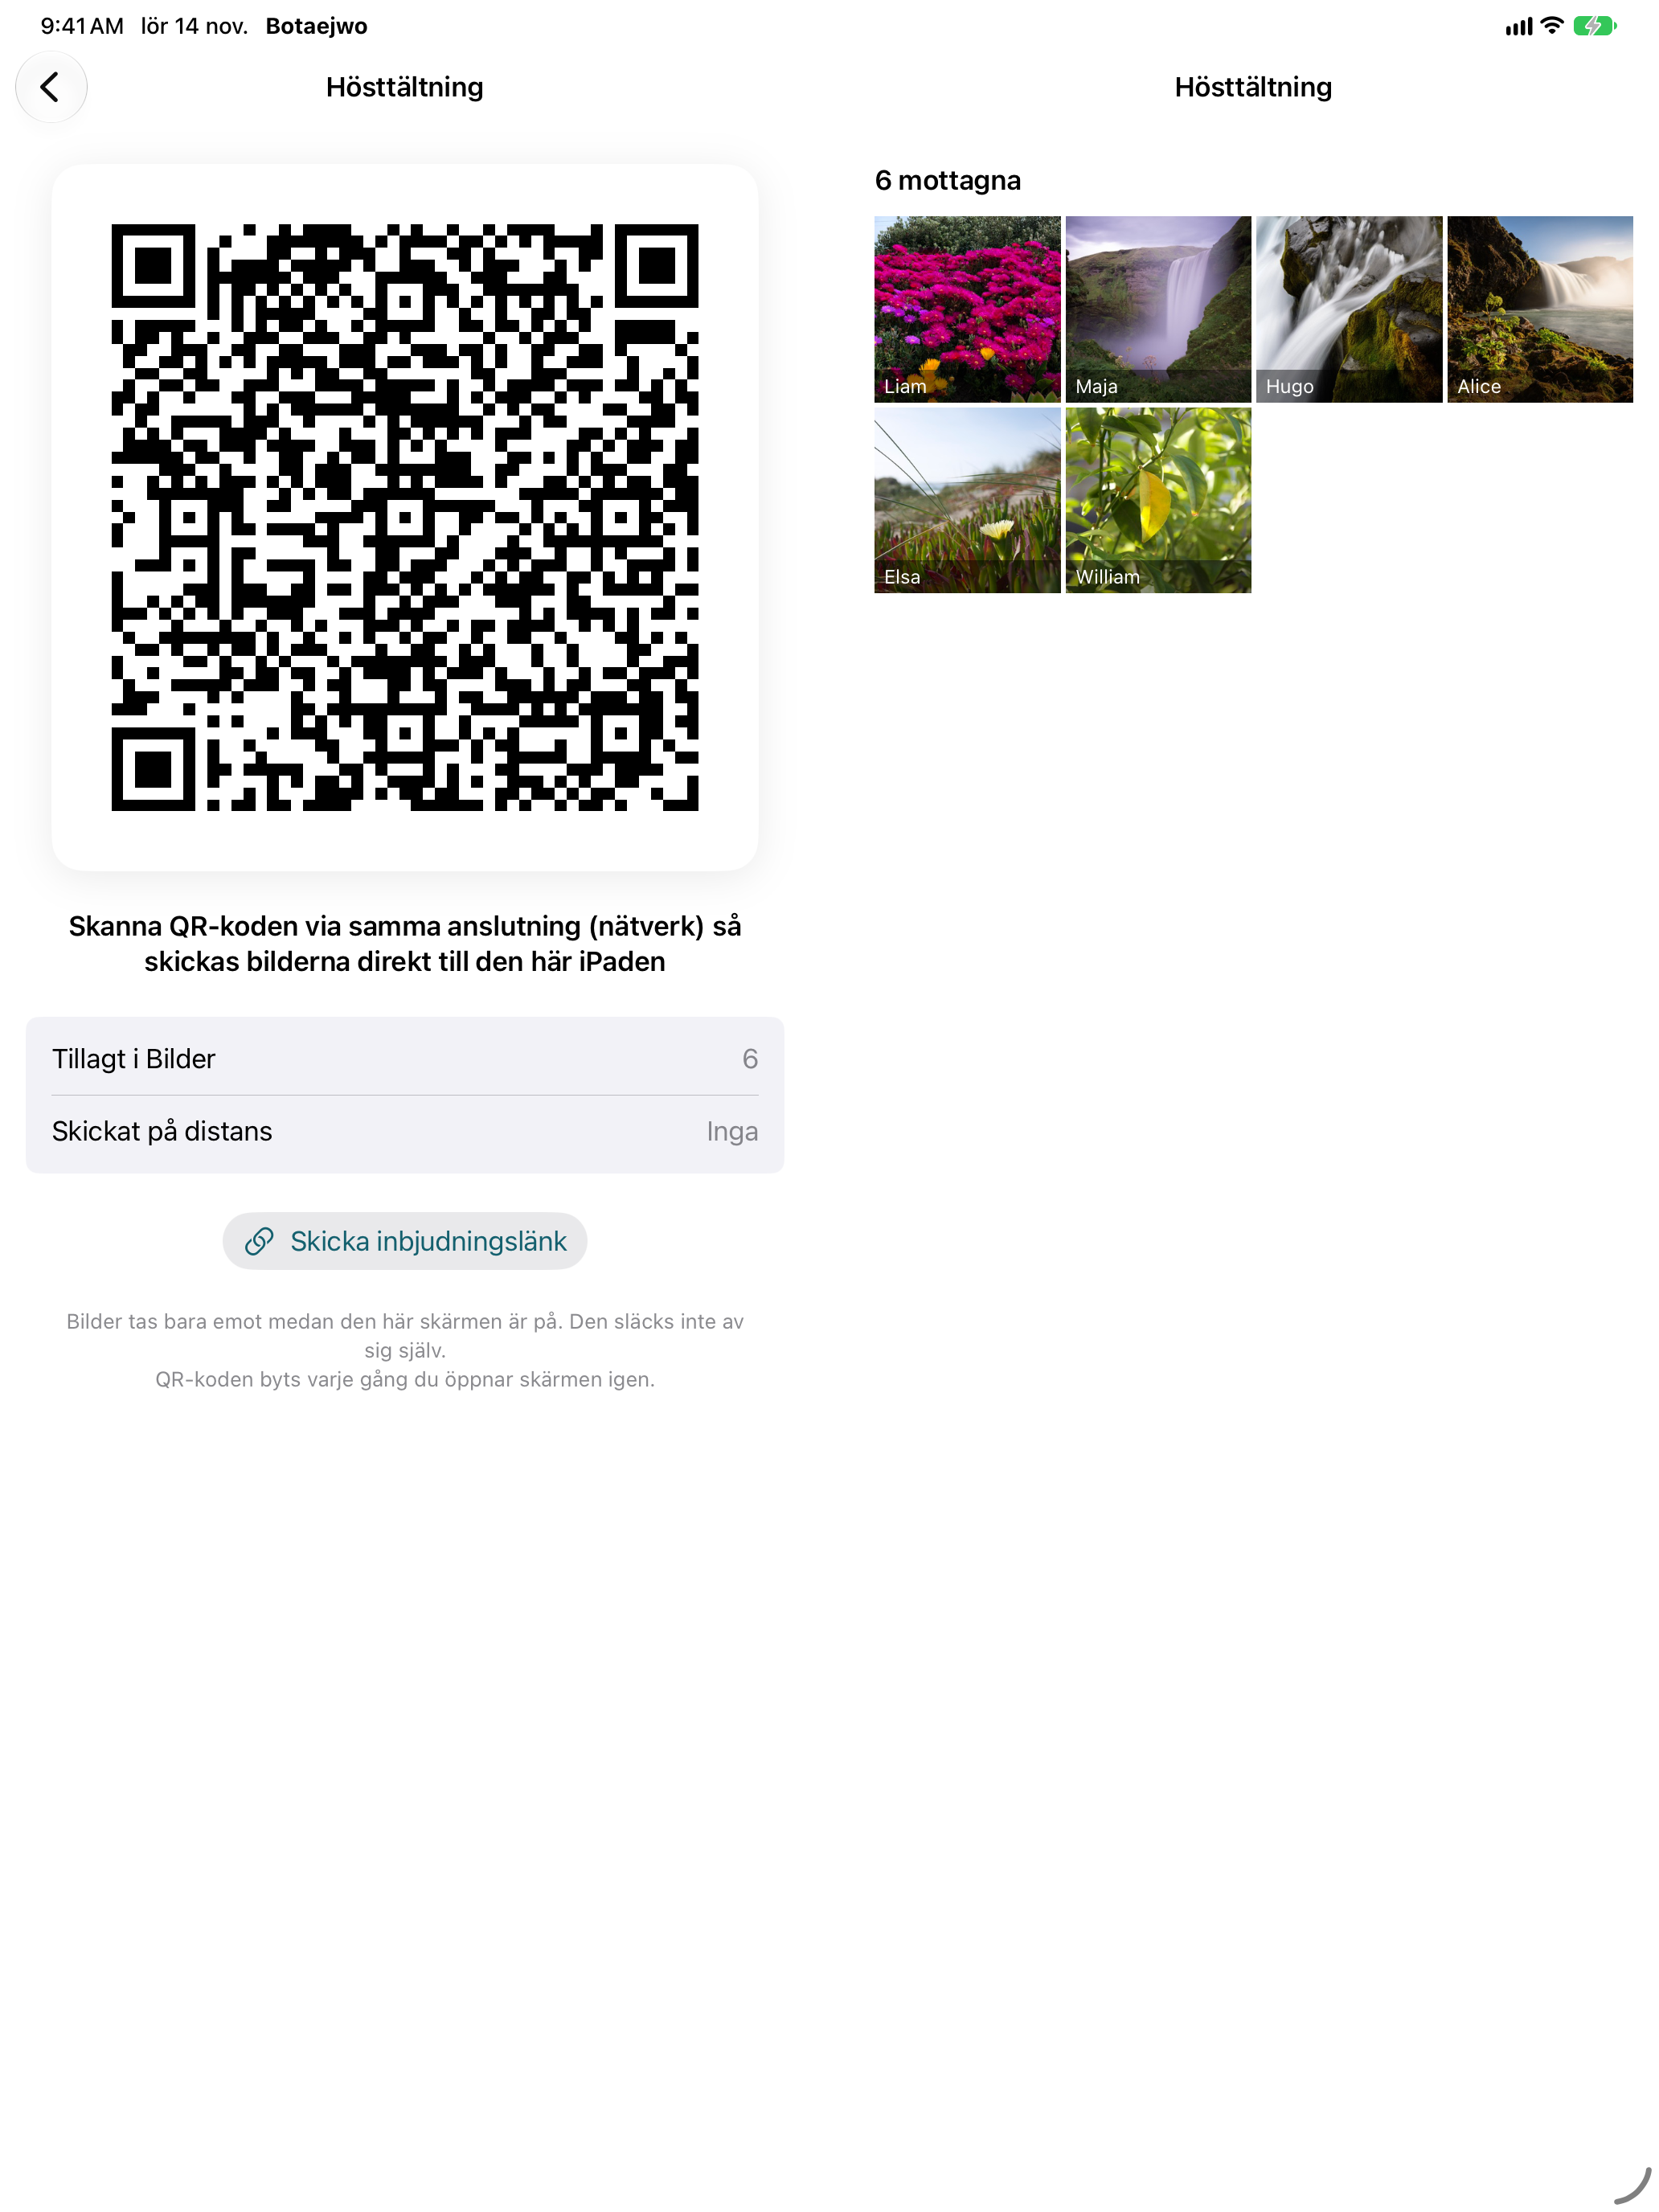 9:41 AM lör 14 nov. Botaejwo
Hösttältning
Hösttältning
Skanna QR-koden via samma anslutning (nätverk) så
skickas bilderna direkt till den här iPaden
Tillagt i Bilder 6
Skickat på distans Inga
Skicka inbjudningslänk
Bilder tas bara emot medan den här skärmen är på. Den släcks inte av
sig själv.
QR-koden byts varje gång du öppnar skärmen igen.
6 mottagna
Liam
Maja
Hugo
Alice
Elsa
William